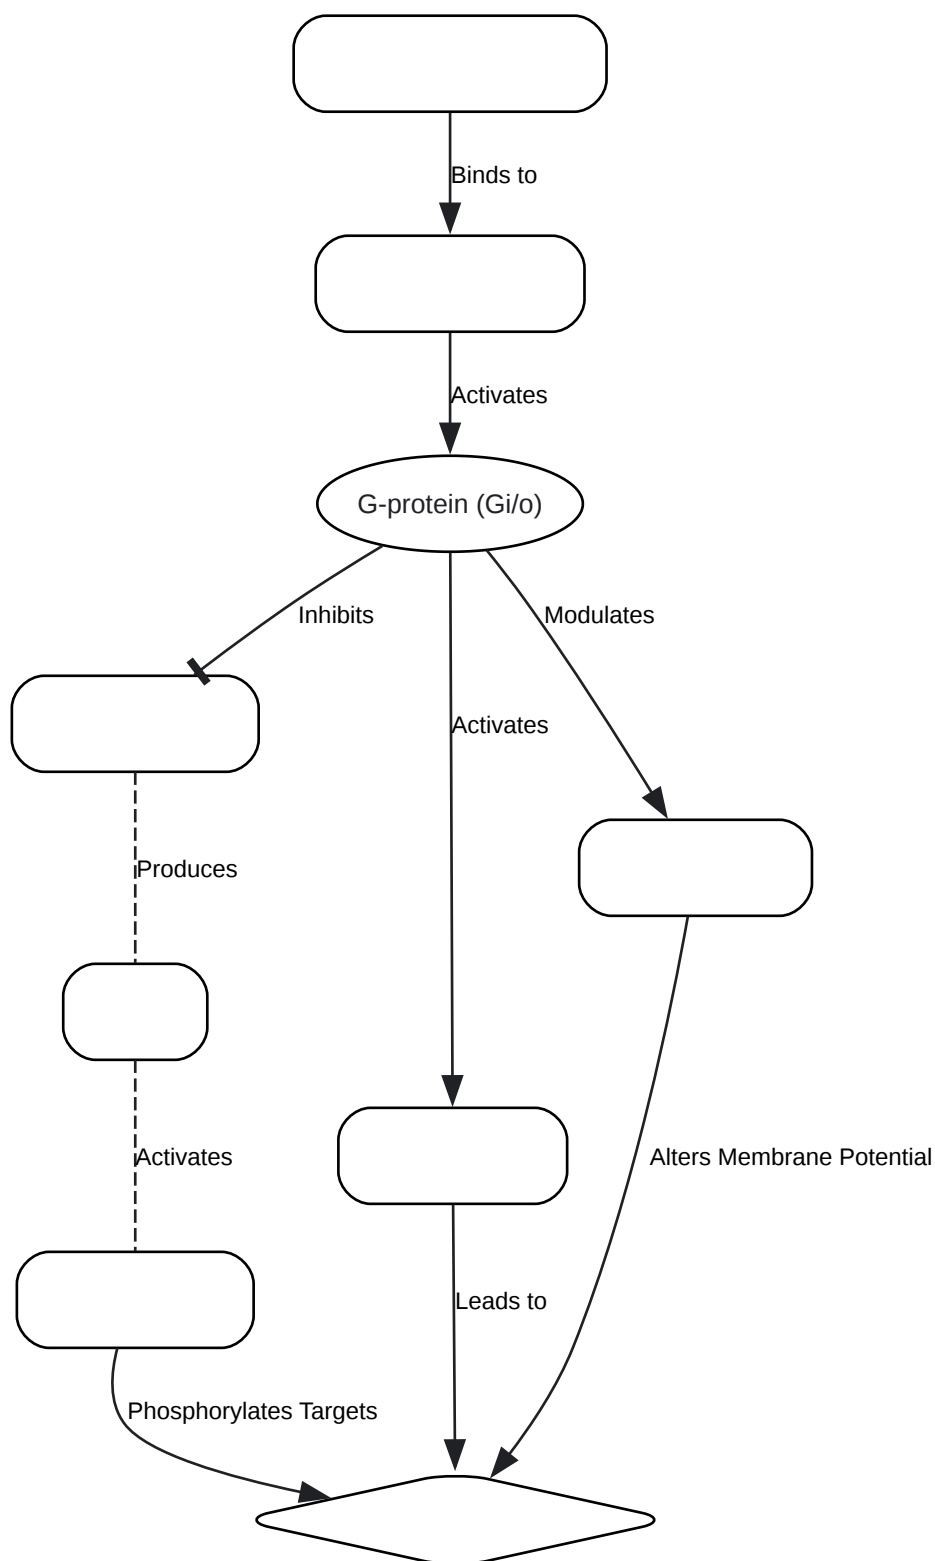 Binds to
Activates
G-protein (Gi/o)
Inhibits
Modulates
Activates
Produces
Activates
Alters Membrane Potential
Leads to
Phosphorylates Targets